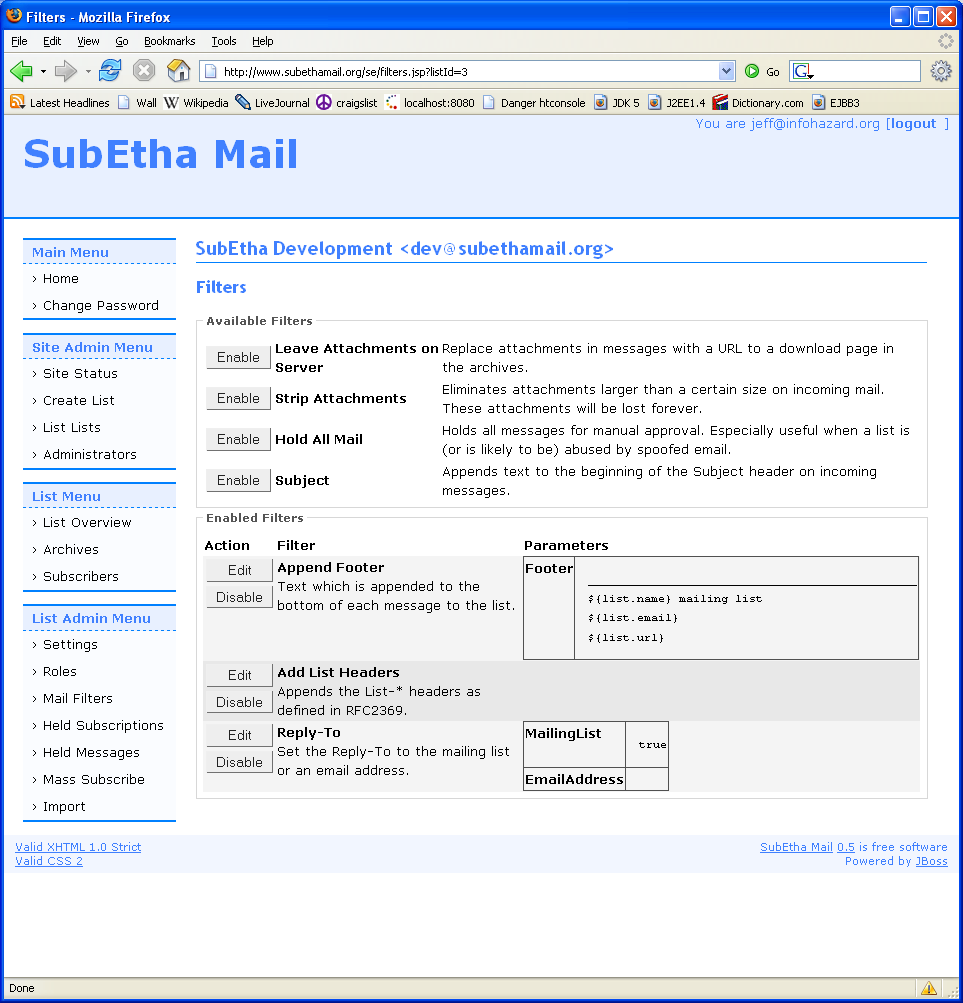 Filters - Mozilla Firefox
File Edit View Go Bookmarks Tools Help
http://www.subethamail.org/se/filters.jsp?listId=3 Go G
Latest Headlines Wall W Wikipedia LiveJournal craigslist localhost:8080 Danger htconsole JDK 5 J2EE1.4 Dictionary.com EJBB3
You are jeff@infohazard.org [logout ]
SubEtha Mail
Main Menu
› Home
› Change Password
Site Admin Menu
› Site Status
› Create List
› List Lists
› Administrators
List Menu
› List Overview
› Archives
› Subscribers
List Admin Menu
› Settings
› Roles
› Mail Filters
› Held Subscriptions
› Held Messages
› Mass Subscribe
› Import
SubEtha Development <dev@subethamail.org>
Filters
Available Filters
Enable Leave Attachments on Server Replace attachments in messages with a URL to a download page in
the archives.
Enable Strip Attachments Eliminates attachments larger than a certain size on incoming mail.
These attachments will be lost forever.
Enable Hold All Mail Holds all messages for manual approval. Especially useful when a list is
(or is likely to be) abused by spoofed email.
Enable Subject Appends text to the beginning of the Subject header on incoming
messages.
Enabled Filters
Action Filter Parameters
Edit Append Footer
Disable Text which is appended to the
bottom of each message to the list.
Footer
${list.name} mailing list
${list.email}
${list.url}
Edit Add List Headers
Disable Appends the List-* headers as
defined in RFC2369.
Edit Reply-To
Disable Set the Reply-To to the mailing list
or an email address.
MailingList true
EmailAddress
Valid XHTML 1.0 Strict
Valid CSS 2
SubEtha Mail 0.5 is free software
Powered by JBoss
Done